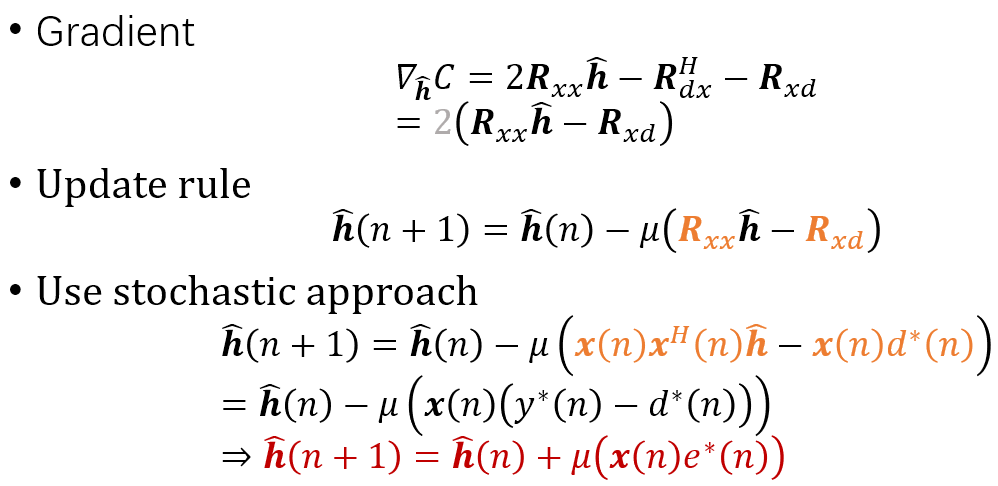 • Gradient
∇_𝒉̂ C = 2𝑹_xx 𝒉̂ − 𝑹_dx^H − 𝑹_xd
= 2(𝑹_xx 𝒉̂ − 𝑹_xd)
• Update rule
𝒉̂(n + 1) = 𝒉̂(n) − μ(𝑹_xx 𝒉̂ − 𝑹_xd)
• Use stochastic approach
𝒉̂(n + 1) = 𝒉̂(n) − μ(𝒙(n)𝒙^H(n)𝒉̂ − 𝒙(n)d*(n))
= 𝒉̂(n) − μ(𝒙(n)(y*(n) − d*(n)))
⇒ 𝒉̂(n + 1) = 𝒉̂(n) + μ(𝒙(n)e*(n))